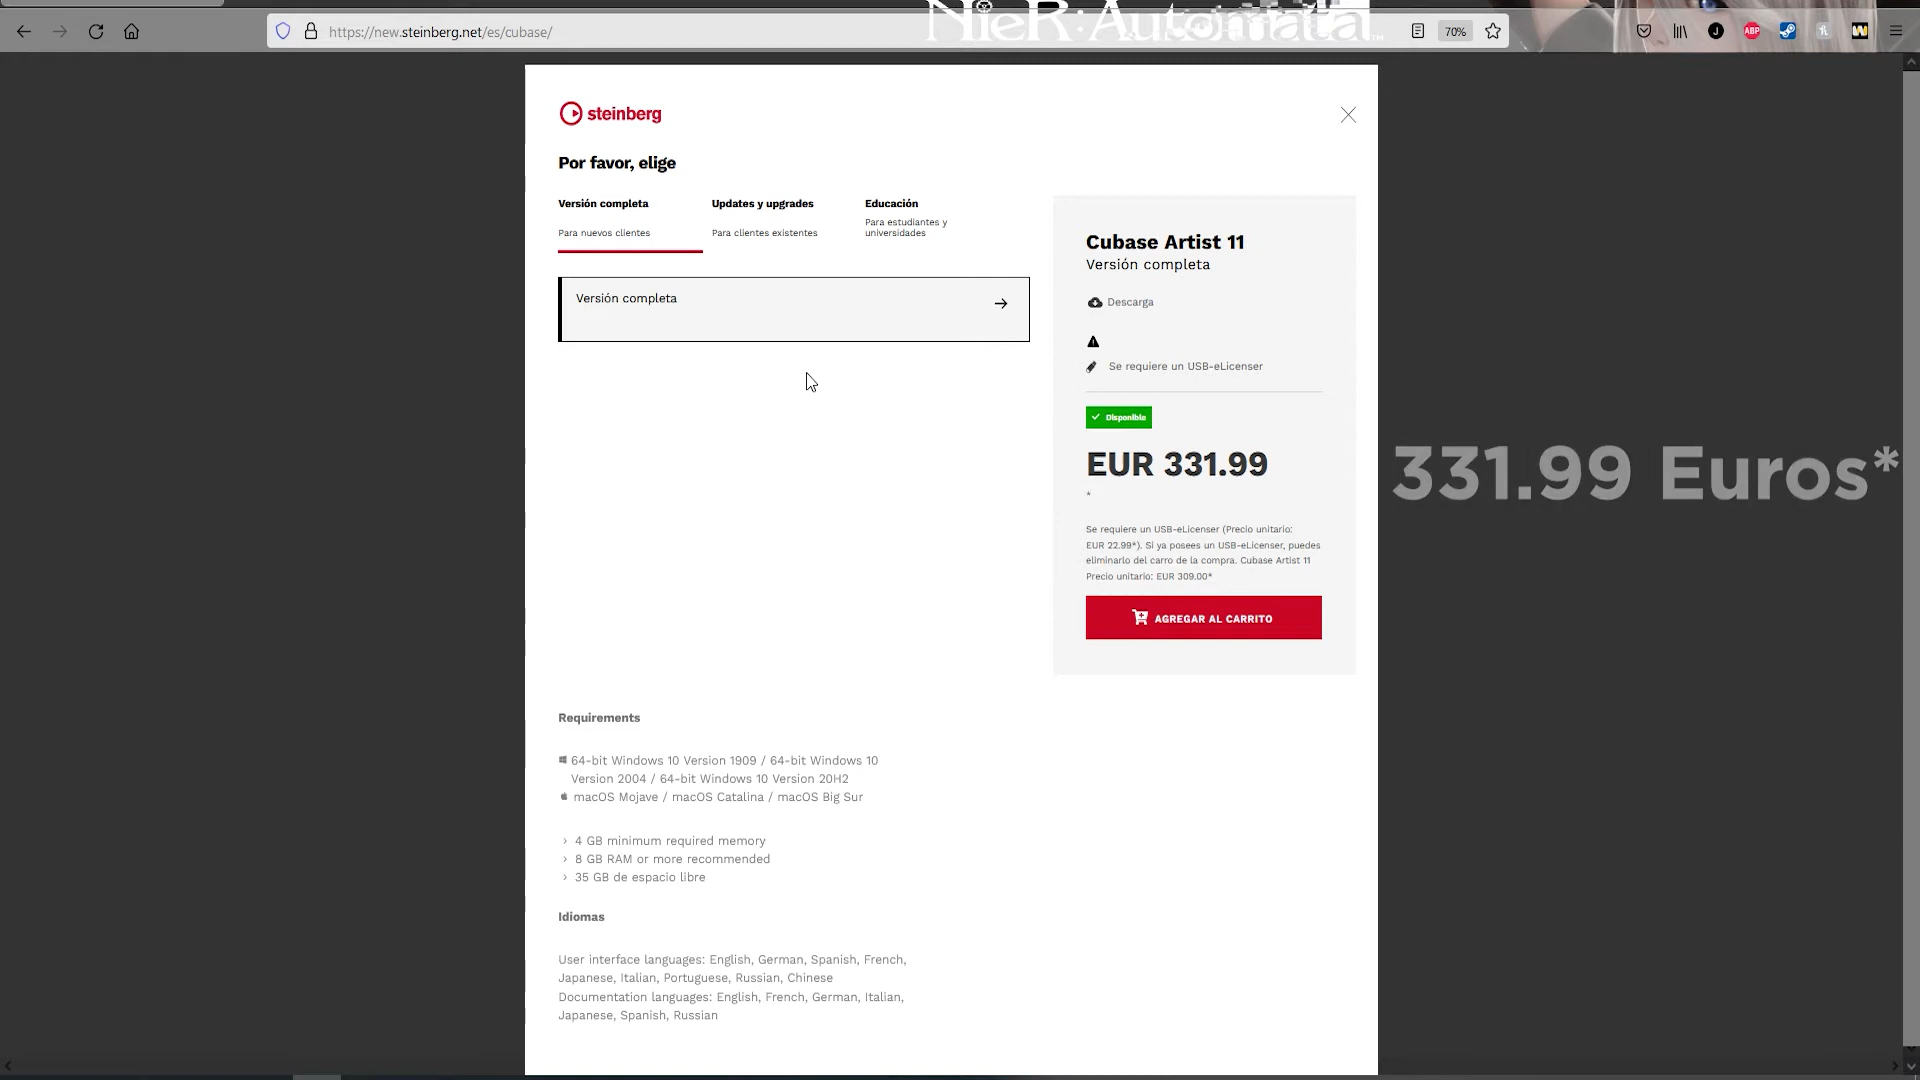 NieR:Automata
https://new.steinberg.net/es/cubase/
70%
J
ABP
steinberg
Por favor, elige
Versión completa
Para nuevos clientes
Updates y upgrades
Para clientes existentes
Educación
Para estudiantes y
universidades
Versión completa
Cubase Artist 11
Versión completa
Descarga
Se requiere un USB-eLicenser
Disponible
EUR 331.99
*
331.99 Euros*
Se requiere un USB-eLicenser (Precio unitario:
EUR 22.99*). Si ya posees un USB-eLicenser, puedes
eliminarlo del carro de la compra. Cubase Artist 11
Precio unitario: EUR 309.00*
AGREGAR AL CARRITO
Requirements
64-bit Windows 10 Version 1909 / 64-bit Windows 10
Version 2004 / 64-bit Windows 10 Version 20H2
macOS Mojave / macOS Catalina / macOS Big Sur
› 4 GB minimum required memory
› 8 GB RAM or more recommended
› 35 GB de espacio libre
Idiomas
User interface languages: English, German, Spanish, French,
Japanese, Italian, Portuguese, Russian, Chinese
Documentation languages: English, French, German, Italian,
Japanese, Spanish, Russian